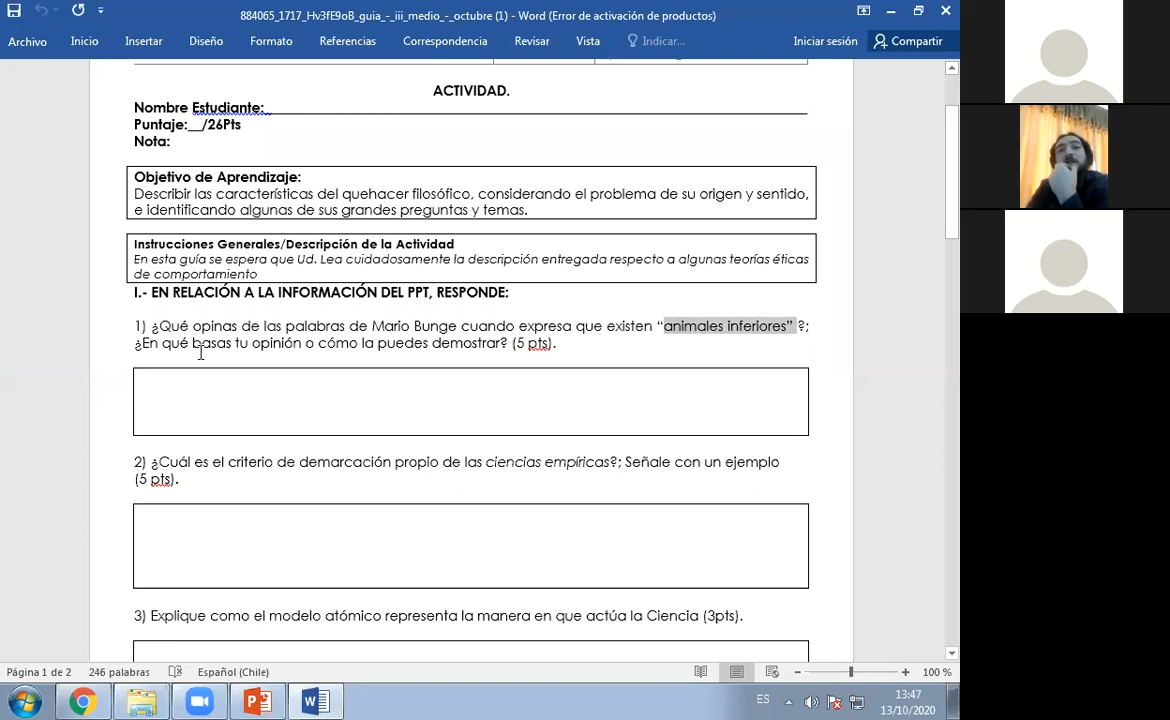 884065_1717_Hv3fE9oB_guia_-_iii_medio_-_octubre (1) - Word (Error de activación de productos)
Archivo Inicio Insertar Diseño Formato Referencias Correspondencia Revisar Vista Indicar... Iniciar sesión Compartir
ACTIVIDAD.
Nombre Estudiante:_
Puntaje:__/26Pts
Nota:
Objetivo de Aprendizaje:
Describir las características del quehacer filosófico, considerando el problema de su origen y sentido,
e identificando algunas de sus grandes preguntas y temas.
Instrucciones Generales/Descripción de la Actividad
En esta guía se espera que Ud. Lea cuidadosamente la descripción entregada respecto a algunas teorías éticas
de comportamiento
I.- EN RELACIÓN A LA INFORMACIÓN DEL PPT, RESPONDE:
1) ¿Qué opinas de las palabras de Mario Bunge cuando expresa que existen “animales inferiores” ?;
¿En qué basas tu opinión o cómo la puedes demostrar? (5 pts).
2) ¿Cuál es el criterio de demarcación propio de las ciencias empíricas?; Señale con un ejemplo
(5 pts).
3) Explique como el modelo atómico representa la manera en que actúa la Ciencia (3pts).
Página 1 de 2 246 palabras Español (Chile) 100 %
ES 13:47
13/10/2020